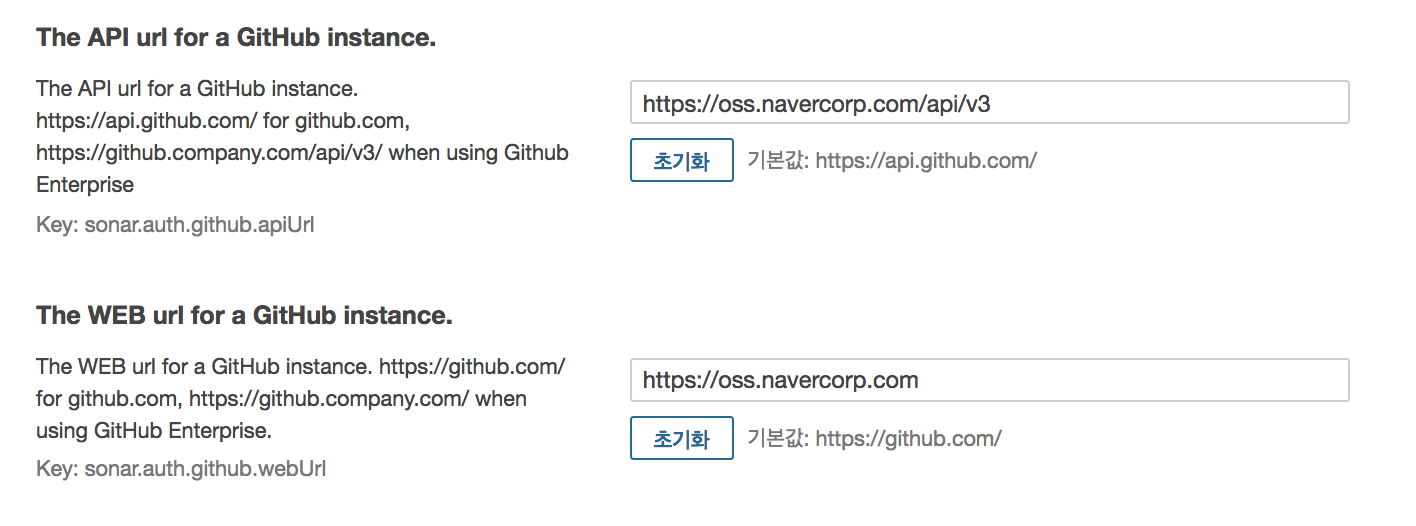 The API url for a GitHub instance.
The API url for a GitHub instance.
https://api.github.com/ for github.com,
https://github.company.com/api/v3/ when using Github
Enterprise
Key: sonar.auth.github.apiUrl
https://oss.navercorp.com/api/v3
초기화 기본값: https://api.github.com/
The WEB url for a GitHub instance.
The WEB url for a GitHub instance. https://github.com/
for github.com, https://github.company.com/ when
using GitHub Enterprise.
Key: sonar.auth.github.webUrl
https://oss.navercorp.com
초기화 기본값: https://github.com/